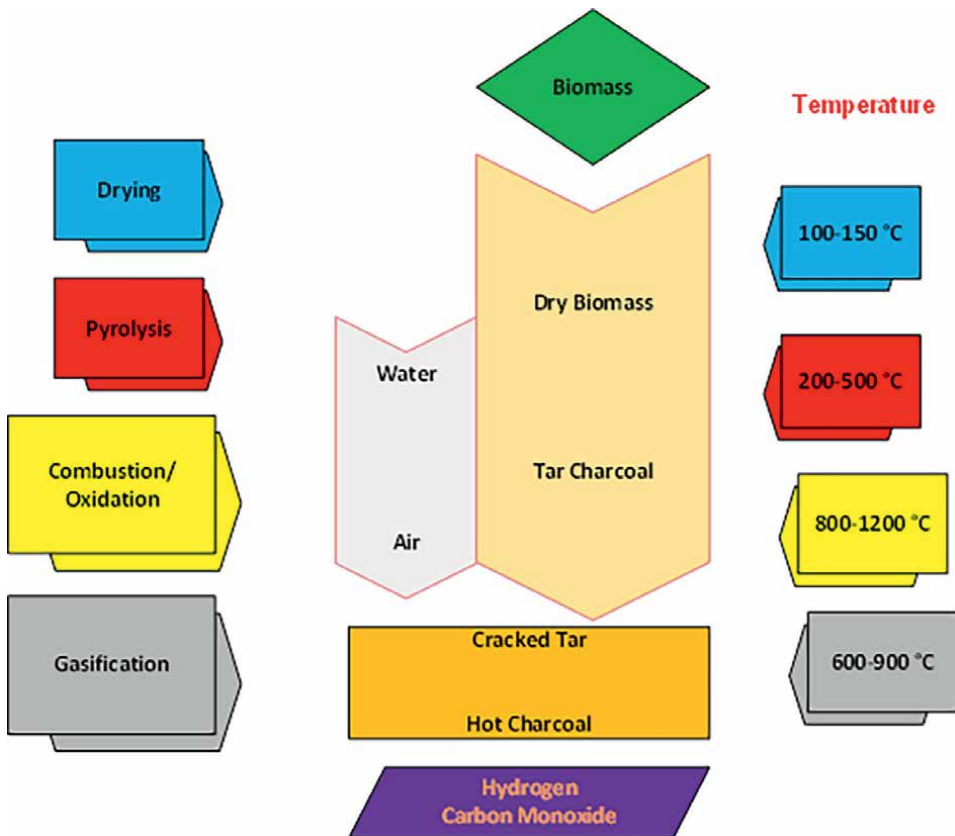 Biomass
Temperature
Drying
100-150 °C
Dry Biomass
Pyrolysis
Water
200-500 °C
Combustion/
Oxidation
Tar Charcoal
800-1200 °C
Air
Gasification
Cracked Tar
600-900 °C
Hot Charcoal
Hydrogen
Carbon Monoxide